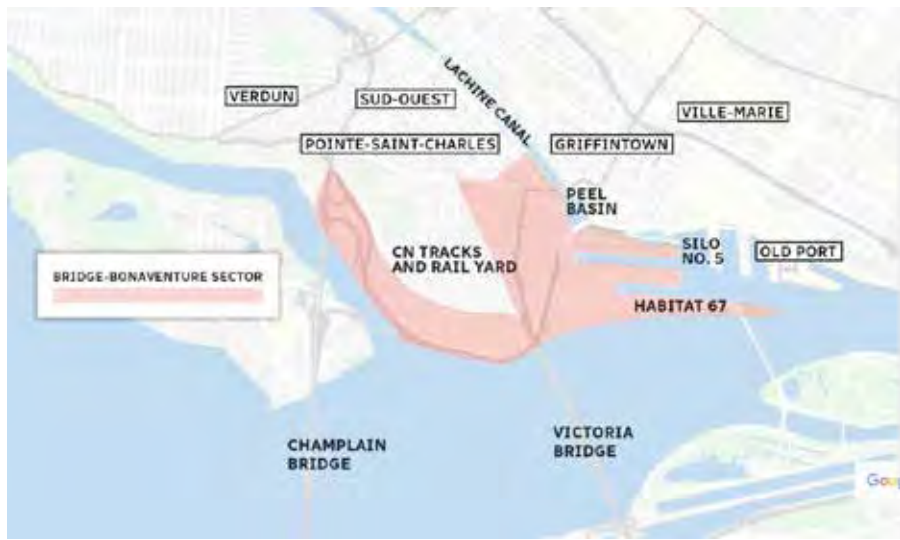 LACHINE CANAL
VERDUN
SUD-OUEST
VILLE-MARIE
POINTE-SAINT-CHARLES
GRIFFINTOWN
PEEL
BASIN
CN TRACKS
AND RAIL YARD
SILO
NO. 5
OLD PORT
BRIDGE-BONAVENTURE SECTOR
HABITAT 67
CHAMPLAIN
BRIDGE
VICTORIA
BRIDGE